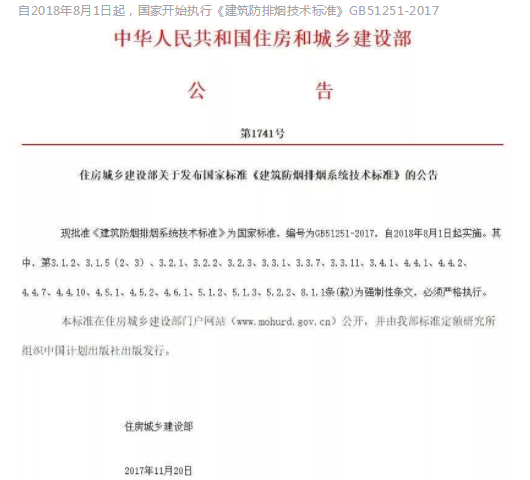 自2018年8月1日起，国家开始执行《建筑防排烟技术标准》GB51251-2017
中华人民共和国住房和城乡建设部
公 告
第1741号
住房城乡建设部关于发布国家标准《建筑防烟排烟系统技术标准》的公告
现批准《建筑防烟排烟系统技术标准》为国家标准，编号为GB51251-2017，自2018年8月1日起实施。其
中，第3.1.2、3.1.5（2、3）、3.2.1、3.2.2、3.2.3、3.3.1、3.3.7、3.3.11、3.4.1、4.4.1、4.4.2、
4.4.7、4.4.10、4.5.1、4.5.2、4.6.1、5.1.2、5.1.3、5.2.2、8.1.1条(款)为强制性条文，必须严格执行。
本标准在住房城乡建设部门户网站（www.mohurd.gov.cn）公开，并由我部标准定额研究所
组织中国计划出版社出版发行。
住房城乡建设部
2017年11月20日